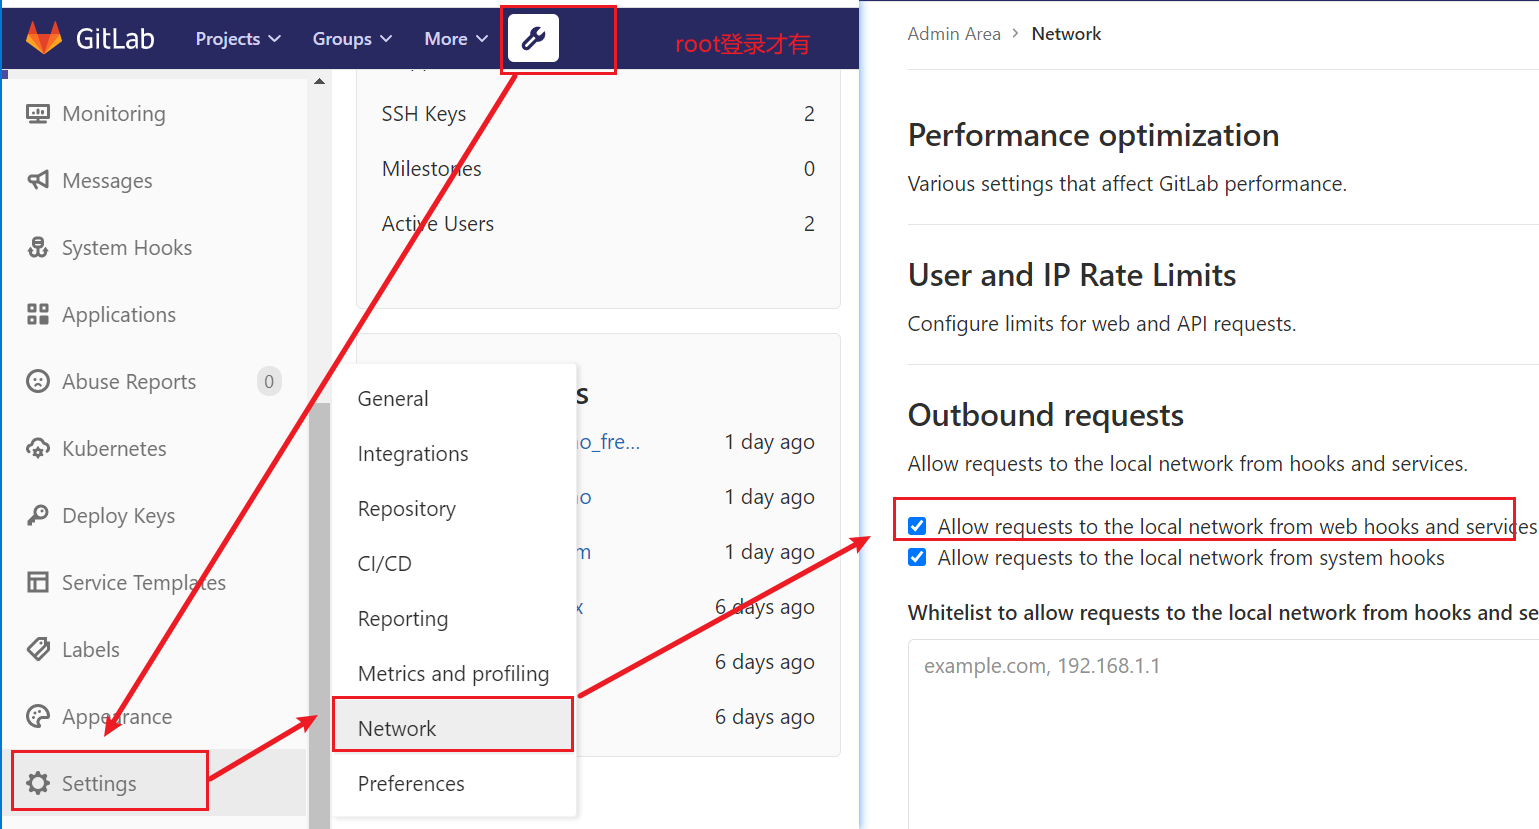 GitLab Projects Groups More
root登录才有
Monitoring
Messages
System Hooks
Applications
Abuse Reports 0
Kubernetes
Deploy Keys
Service Templates
Labels
Appearance
Settings
SSH Keys 2
Milestones 0
Active Users 2
General
Integrations
Repository
CI/CD
Reporting
Metrics and profiling
Network
Preferences
s
o_fre... 1 day ago
o 1 day ago
m 1 day ago
x 6 days ago
6 days ago
6 days ago
Admin Area > Network
Performance optimization
Various settings that affect GitLab performance.
User and IP Rate Limits
Configure limits for web and API requests.
Outbound requests
Allow requests to the local network from hooks and services.
Allow requests to the local network from web hooks and services
Allow requests to the local network from system hooks
Whitelist to allow requests to the local network from hooks and se
example.com, 192.168.1.1